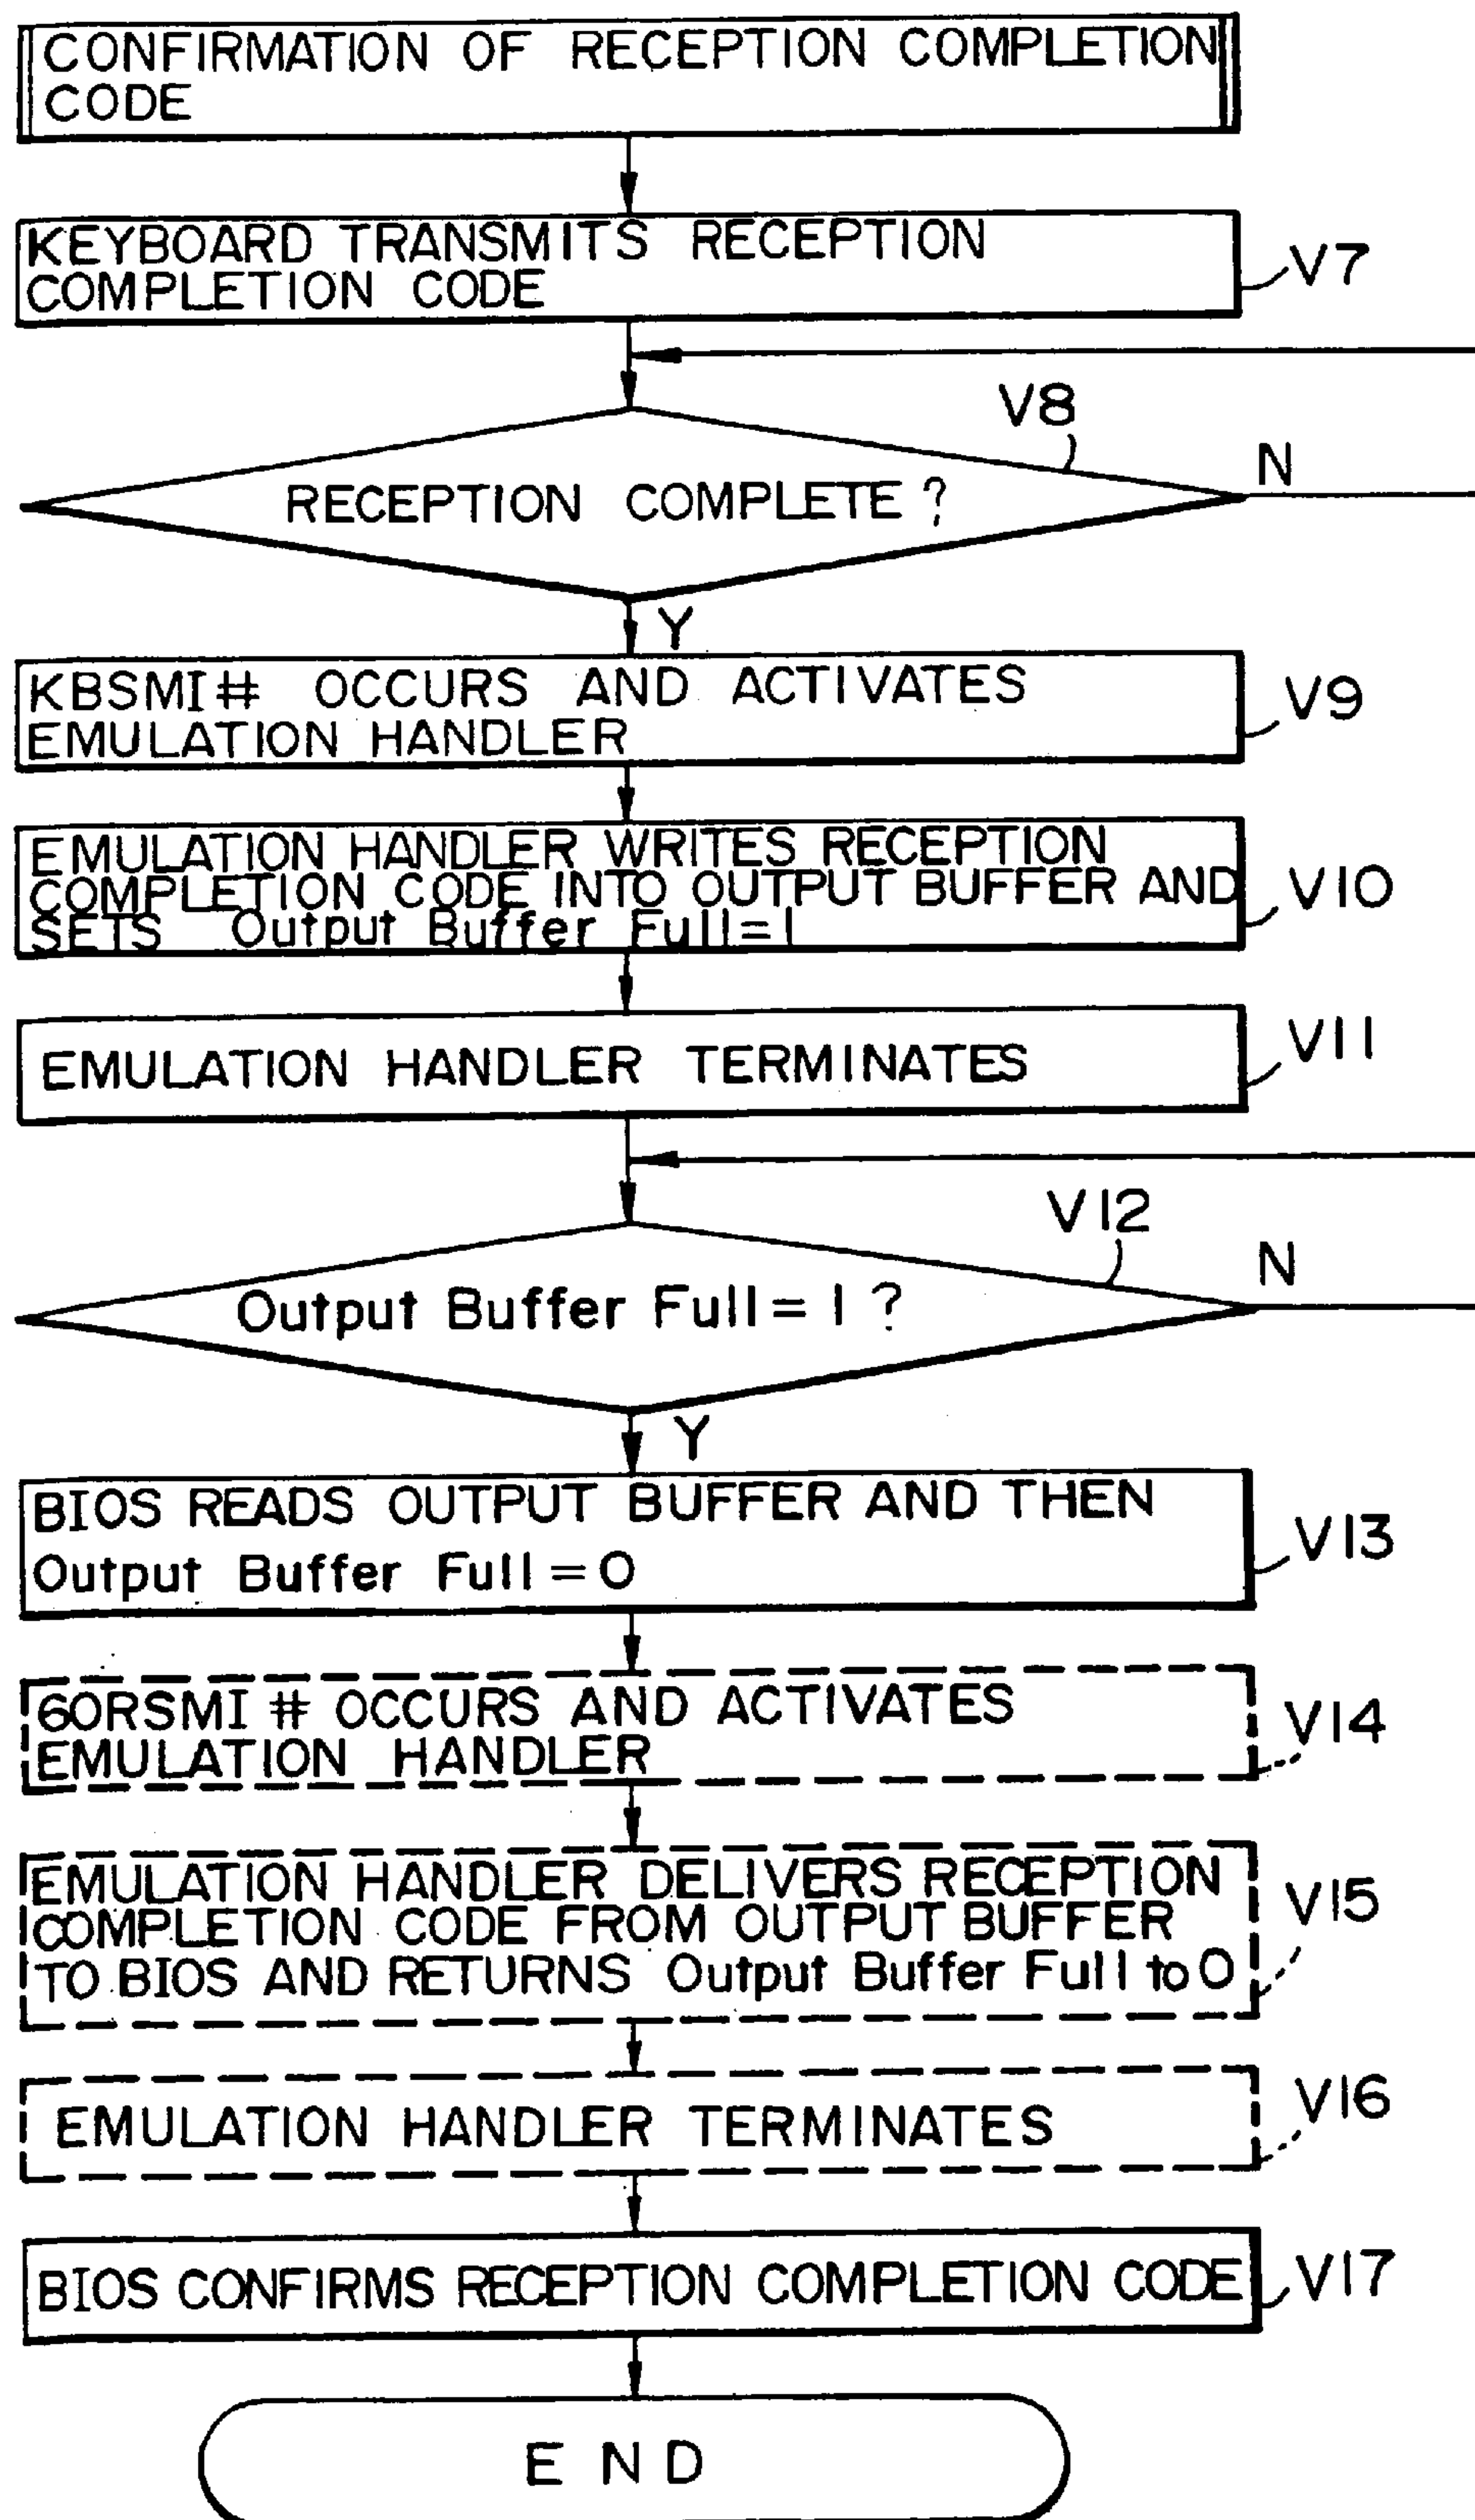 CONFIRMATION OF RECEPTION COMPLETION
CODE
KEYBOARD TRANSMITS RECEPTION
COMPLETION CODE
V7
V8
N
RECEPTION COMPLETE ?
Y
KBSMI# OCCURS AND ACTIVATES
EMULATION HANDLER
V9
EMULATION HANDLER WRITES RECEPTION
COMPLETION CODE INTO OUTPUT BUFFER AND
SETS Output Buffer Full=1
V10
EMULATION HANDLER TERMINATES
V11
V12
N
Output Buffer Full=1 ?
Y
BIOS READS OUTPUT BUFFER AND THEN
Output Buffer Full=0
V13
60RSMI # OCCURS AND ACTIVATES
EMULATION HANDLER
V14
EMULATION HANDLER DELIVERS RECEPTION
COMPLETION CODE FROM OUTPUT BUFFER
TO BIOS AND RETURNS Output Buffer Full to 0
V15
EMULATION HANDLER TERMINATES
V16
BIOS CONFIRMS RECEPTION COMPLETION CODE
V17
END